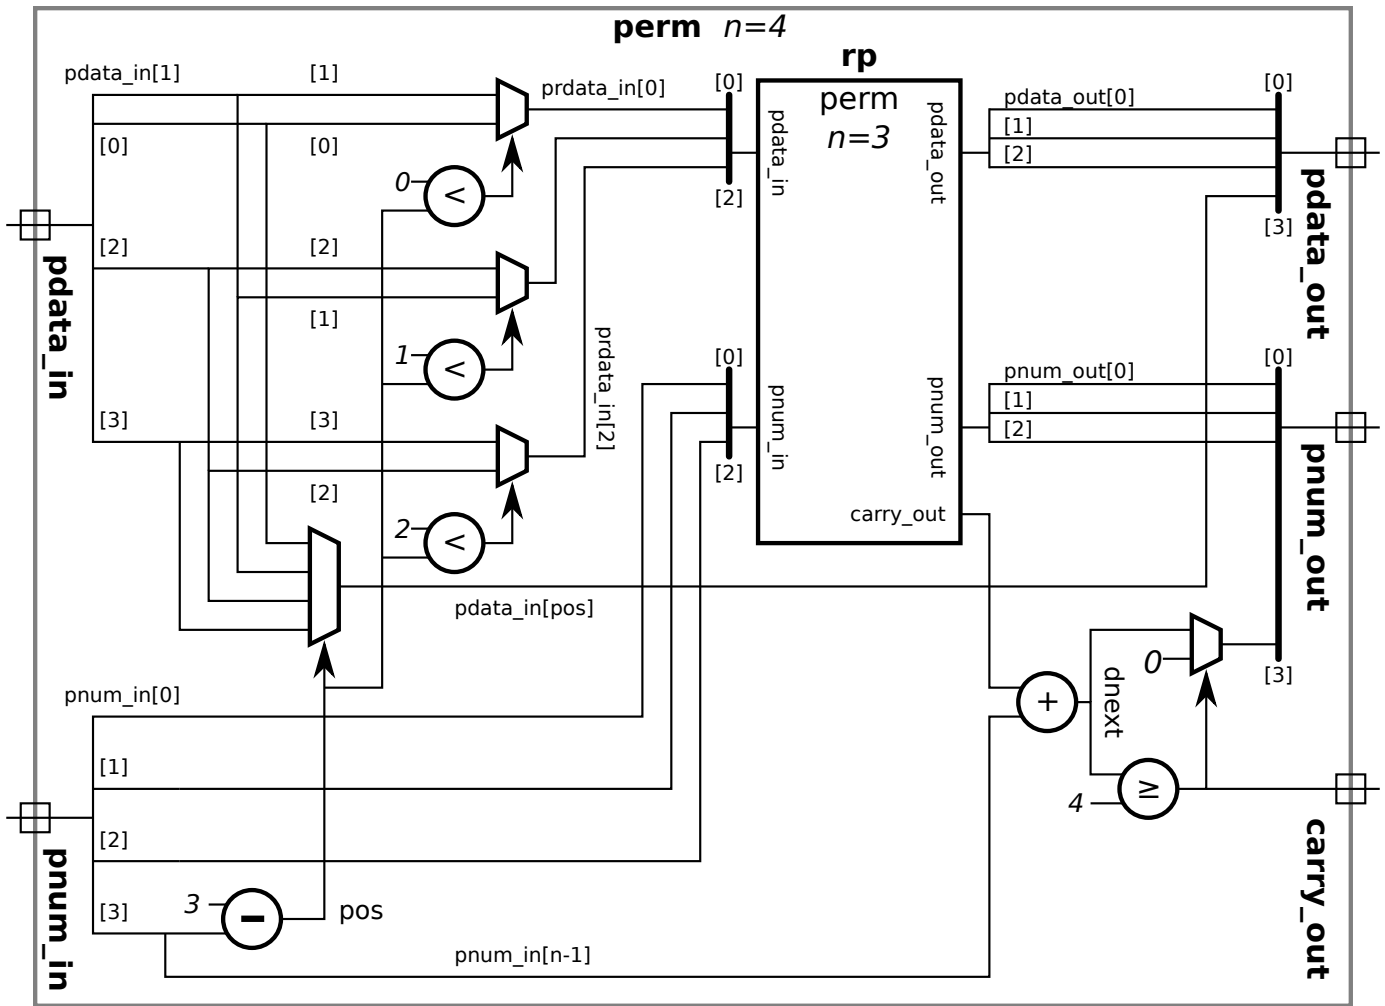 perm n=4
rp
pdata_in[1]
[1]
prdata_in[0]
[0]
perm
n=3
pdata_in
pdata_out
pdata_out[0]
[0]
[1]
[2]
[0]
[0]
0
<
[2]
[3]
pdata_out
[2]
[2]
pdata_in
[1]
1
<
prdata_in[2]
[0]
pnum_in
pnum_out
pnum_out[0]
[0]
[1]
[2]
[3]
[3]
[2]
pnum_out
[2]
2
<
carry_out
pdata_in[pos]
0
[3]
dnext
+
pnum_in[0]
[1]
4
≥
carry_out
[2]
pnum_in
[3]
3
−
pos
pnum_in[n-1]